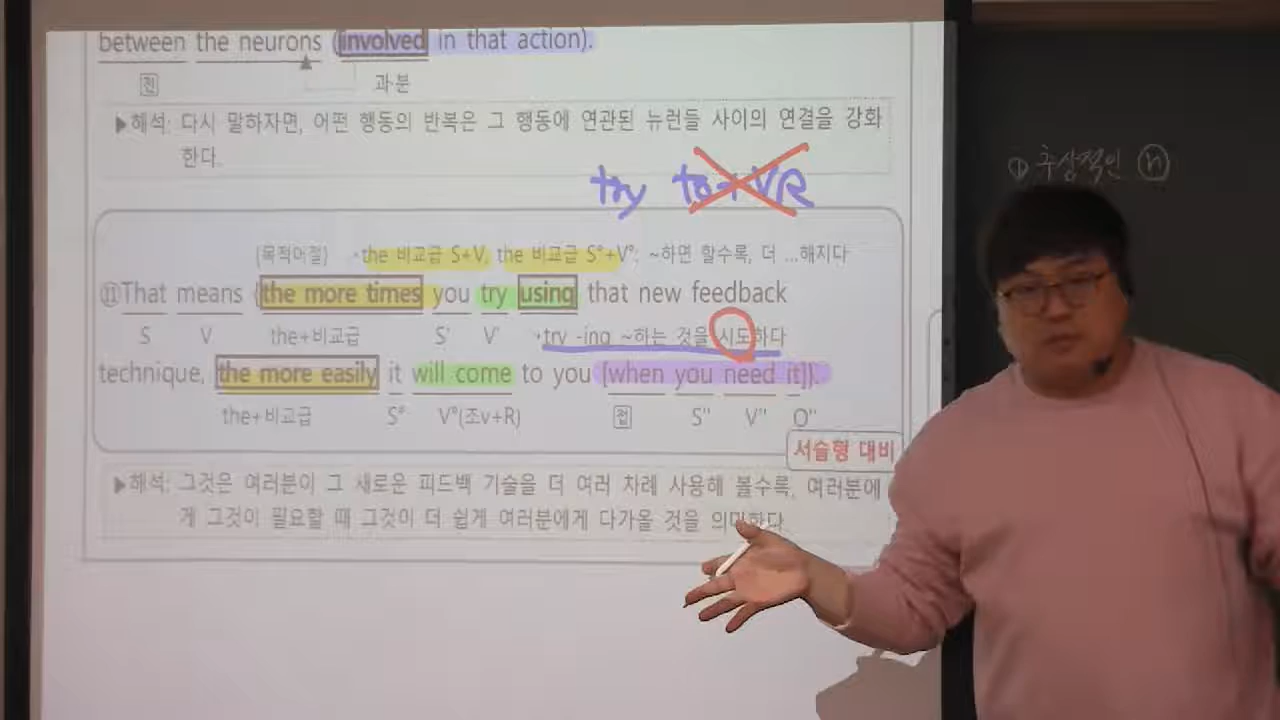 between the neurons (involved in that action).
전 과·분
▶해석: 다시 말하자면, 어떤 행동의 반복은 그 행동에 연관된 뉴런들 사이의 연결을 강화
한다.
① 추상적인 ⓝ
try to+VR
(목적어절) the 비교급 S+V, the 비교급 S°+V°: ~하면 할수록, 더 …해지다
⑪That means (the more times you try using that new feedback
S V the+비교급 S' V' try -ing ~하는 것을 시도하다
technique, the more easily it will come to you [when you need it]).
the+비교급 S° V°(조v+R) 접 S" V" O"
서술형 대비
▶해석: 그것은 여러분이 그 새로운 피드백 기술을 더 여러 차례 사용해 볼수록, 여러분에
게 그것이 필요할 때 그것이 더 쉽게 여러분에게 다가올 것을 의미한다